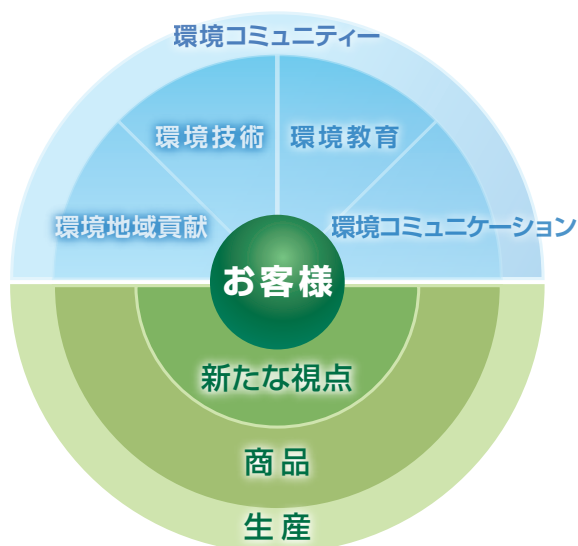 環境コミュニティー
環境技術
環境教育
環境地域貢献
環境コミュニケーション
お客様
新たな視点
商品
生産